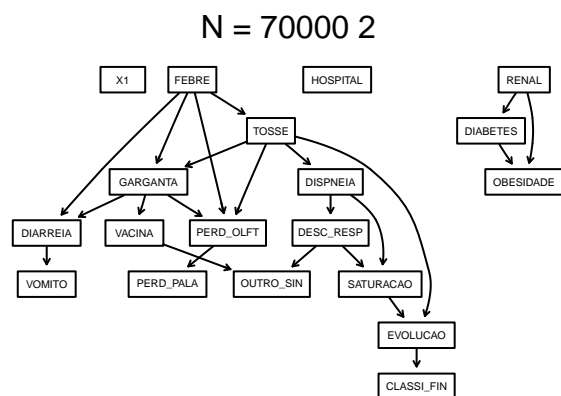 N = 70000 2
X1 FEBRE HOSPITAL RENAL
TOSSE DIABETES
GARGANTA DISPNEIA OBESIDADE
DIARREIA VACINA PERD_OLFT DESC_RESP
VOMITO PERD_PALA OUTRO_SIN SATURACAO
EVOLUCAO
CLASSI_FIN